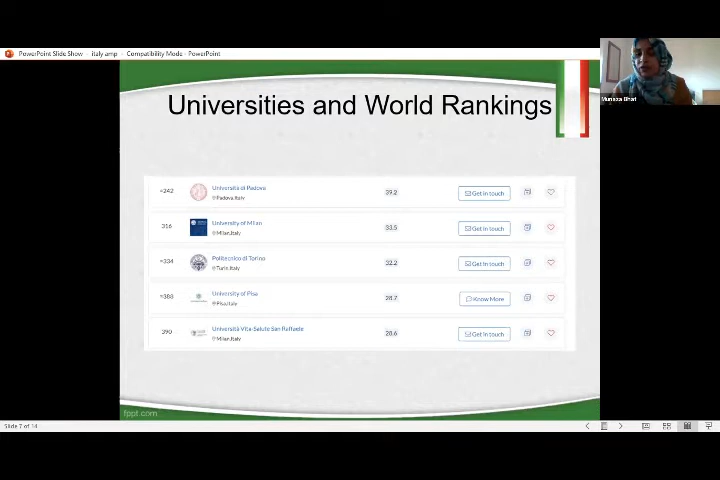 PowerPoint Slide Show - italy amp - Compatibility Mode - PowerPoint
Muneza Bhat
Universities and World Rankings
=242 Università di Padova 39.2 Get in touch
Padova,Italy
316 University of Milan 33.5 Get in touch
Milan,Italy
=334 Politecnico di Torino 32.2 Get in touch
Turin,Italy
=388 University of Pisa 28.7 Know More
Pisa,Italy
390 Università Vita-Salute San Raffaele 28.6 Get in touch
Milan,Italy
fppt.com
Slide 7 of 14